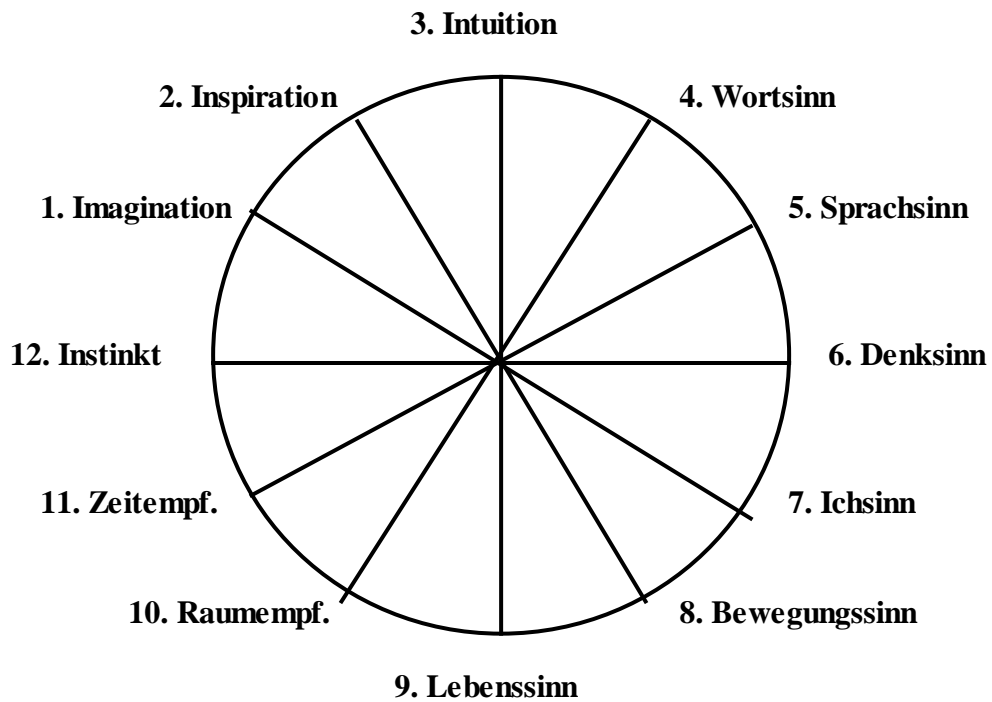 3. Intuition
2. Inspiration
4. Wortsinn
1. Imagination
5. Sprachsinn
12. Instinkt
6. Denksinn
11. Zeitempf.
7. Ichsinn
10. Raumempf.
8. Bewegungssinn
9. Lebenssinn